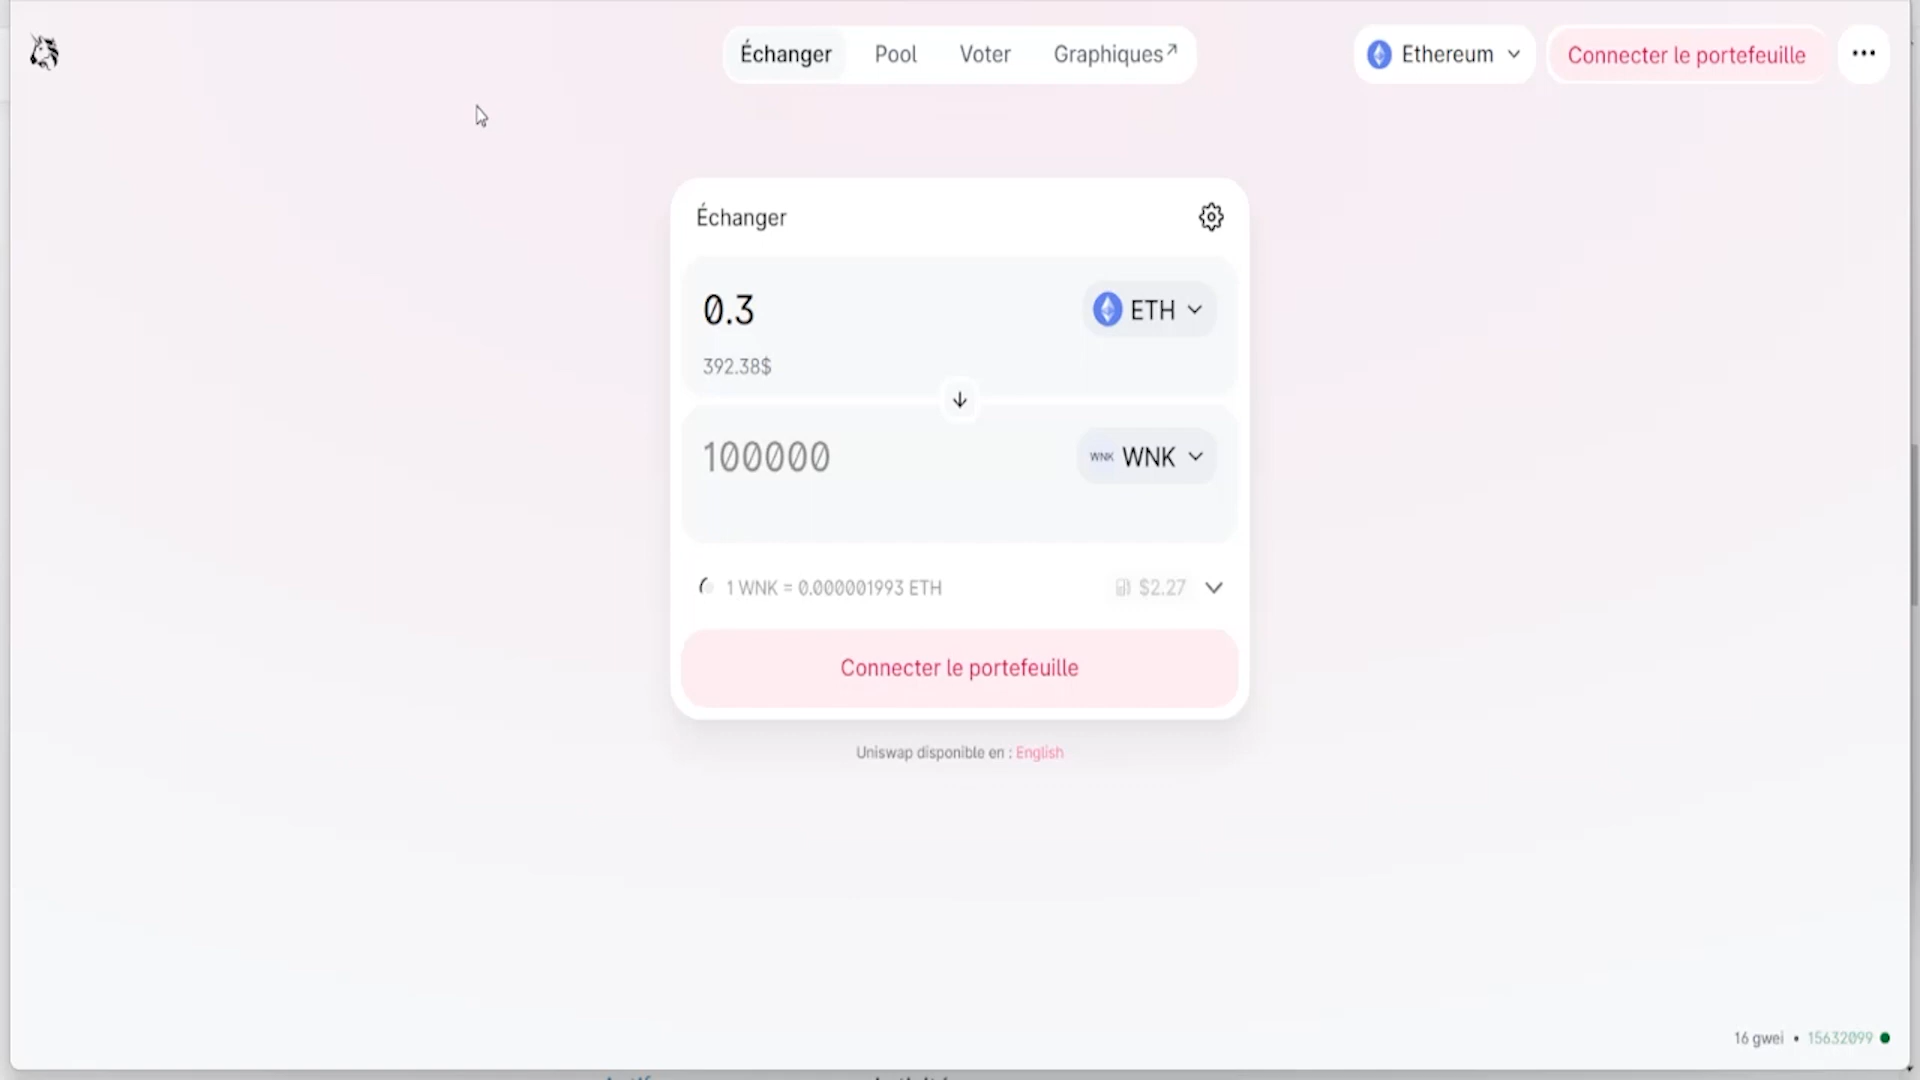 Échanger
Pool
Voter
Graphiques↗
Ethereum
Connecter le portefeuille
Échanger
0.3
ETH
392.38$
100000
WNK WNK
1 WNK = 0.000001993 ETH
$2.27
Connecter le portefeuille
Uniswap disponible en : English
16 gwei • 15632099